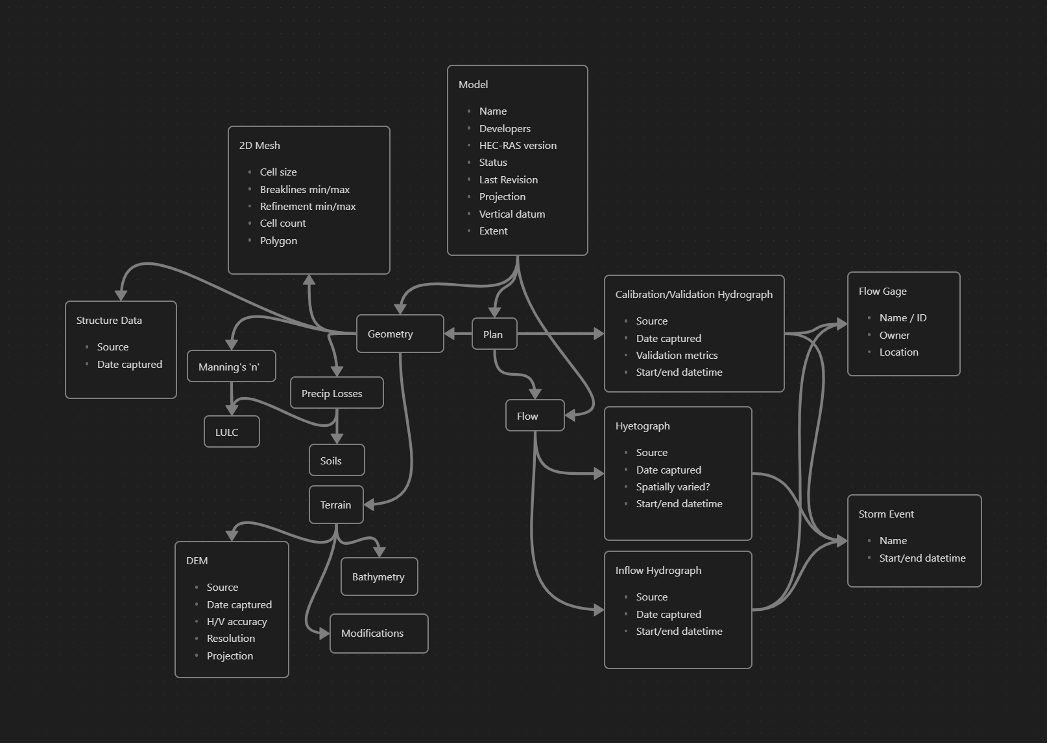 Model
Name
Developers
HEC-RAS version
Status
Last Revision
Projection
Vertical datum
Extent
2D Mesh
Cell size
Breaklines min/max
Refinement min/max
Cell count
Polygon
Structure Data
Source
Date captured
Geometry
Plan
Calibration/Validation Hydrograph
Source
Date captured
Validation metrics
Start/end datetime
Flow Gage
Name / ID
Owner
Location
Manning's 'n'
Precip Losses
LULC
Flow
Soils
Hyetograph
Source
Date captured
Spatially varied?
Start/end datetime
Terrain
Storm Event
Name
Start/end datetime
DEM
Source
Date captured
H/V accuracy
Resolution
Projection
Bathymetry
Modifications
Inflow Hydrograph
Source
Date captured
Start/end datetime